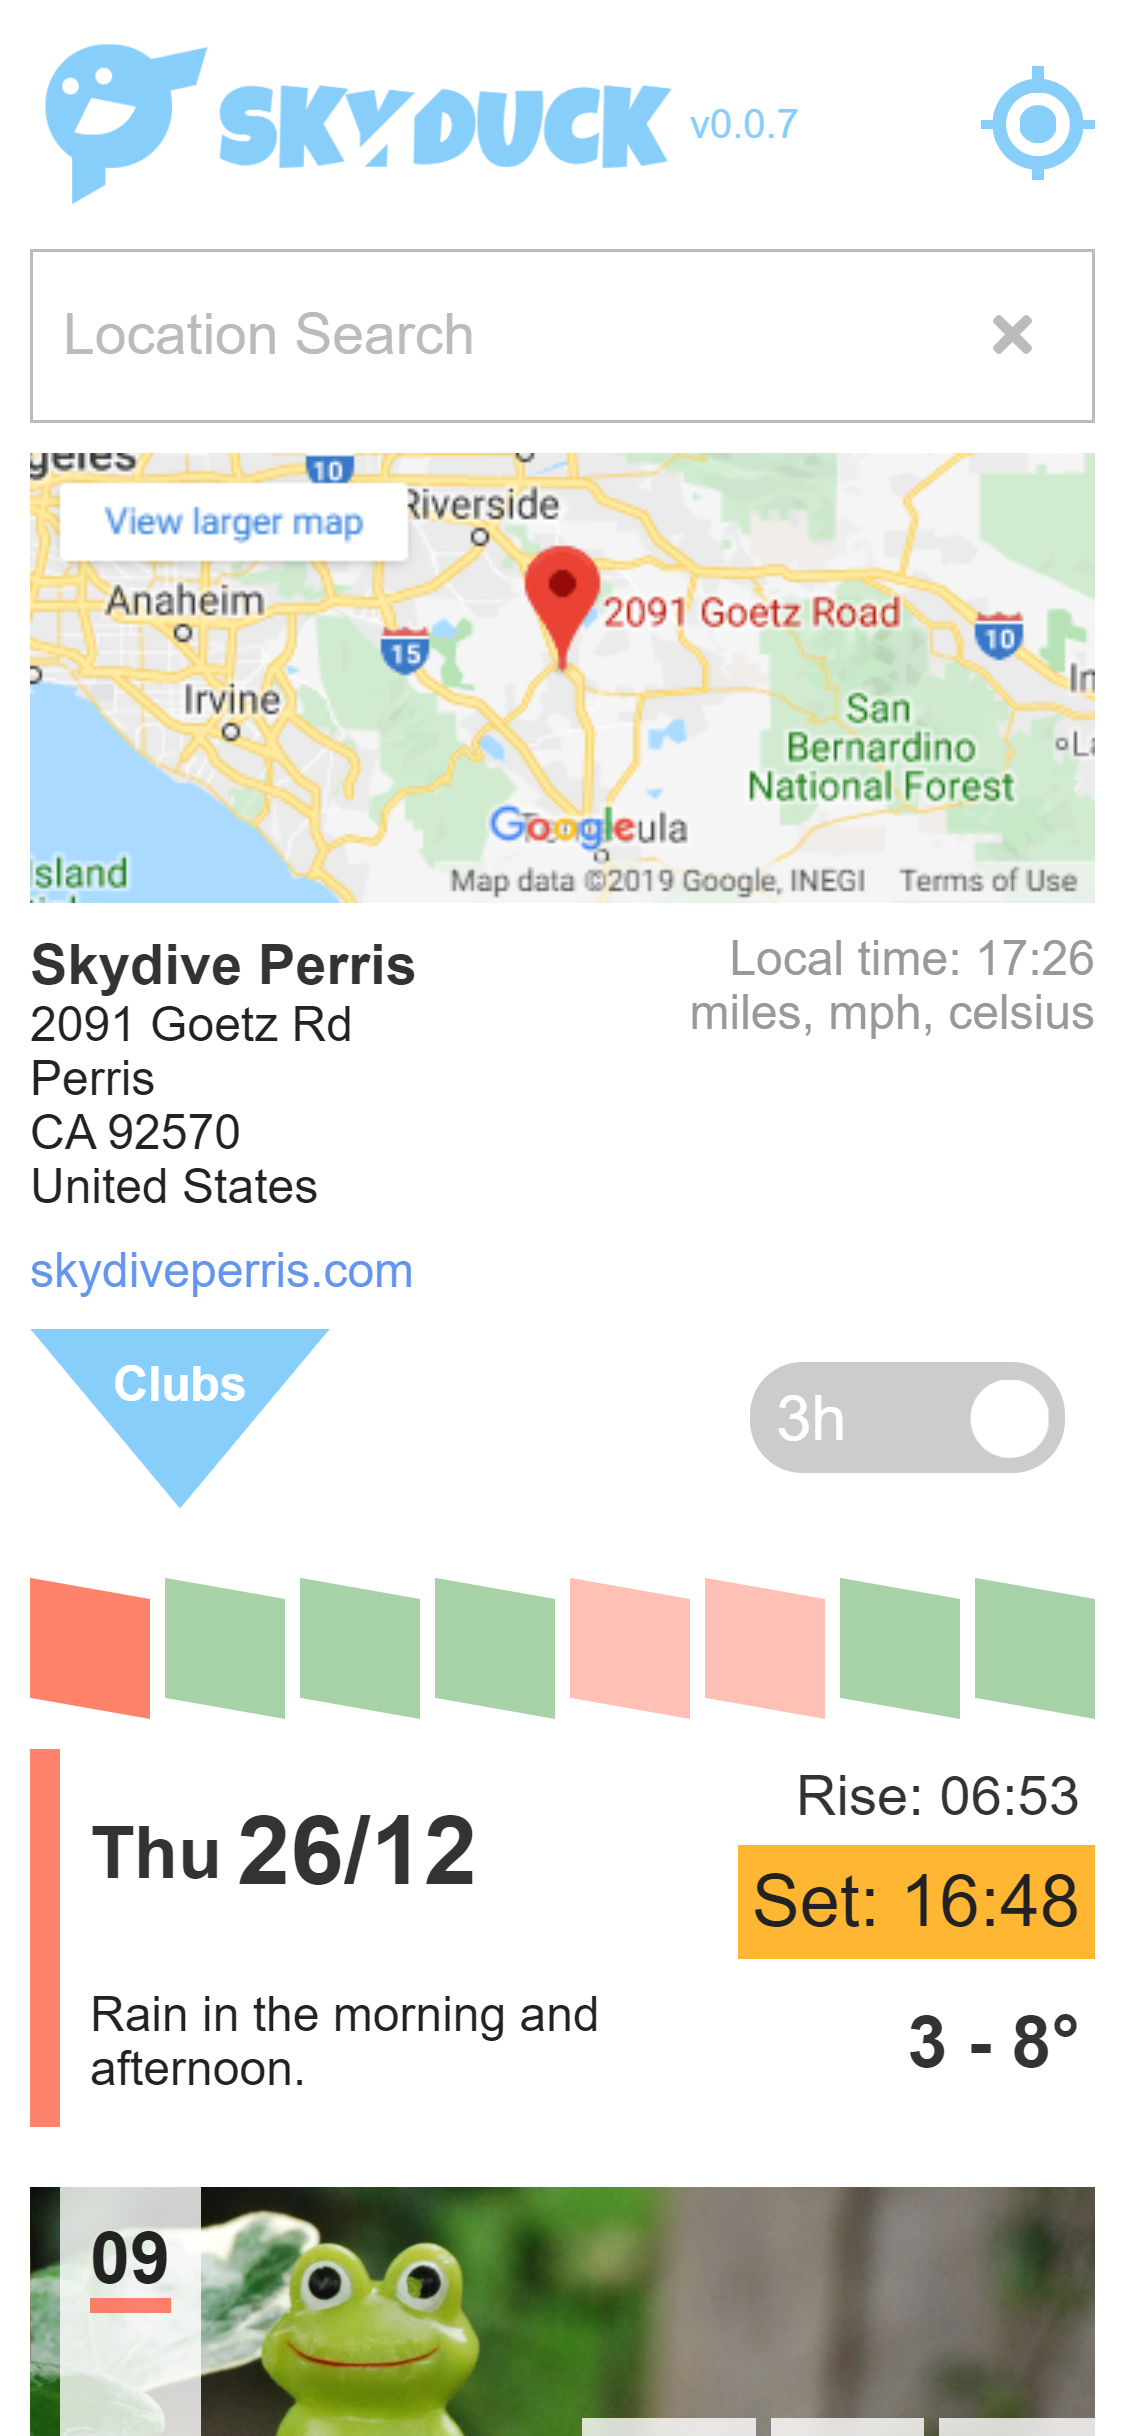 SKYDUCK v0.0.7
Location Search
geles
10
View larger map
Riverside
Anaheim
2091 Goetz Road
15
10
Irvine
San
Bernardino
National Forest
Google
ula
Island
Map data ©2019 Google, INEGI Terms of Use
Skydive Perris
Local time: 17:26
miles, mph, celsius
2091 Goetz Rd
Perris
CA 92570
United States
skydiveperris.com
Clubs
3h
Thu 26/12
Rise: 06:53
Set: 16:48
Rain in the morning and
afternoon.
3 - 8°
09